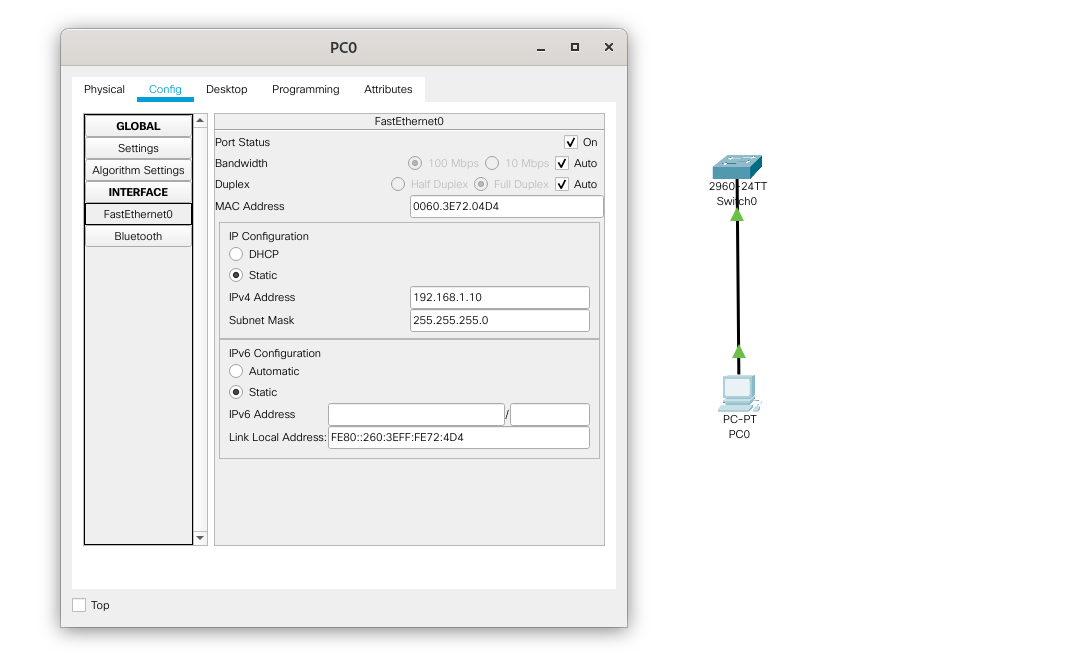 PC0
Physical Config Desktop Programming Attributes
GLOBAL
Settings
Algorithm Settings
INTERFACE
FastEthernet0
Bluetooth
FastEthernet0
Port Status On
Bandwidth 100 Mbps 10 Mbps Auto
Duplex Half Duplex Full Duplex Auto
MAC Address 0060.3E72.04D4
IP Configuration
DHCP
Static
IPv4 Address 192.168.1.10
Subnet Mask 255.255.255.0
IPv6 Configuration
Automatic
Static
IPv6 Address /
Link Local Address: FE80::260:3EFF:FE72:4D4
Top
2960-24TT
Switch0
PC-PT
PC0